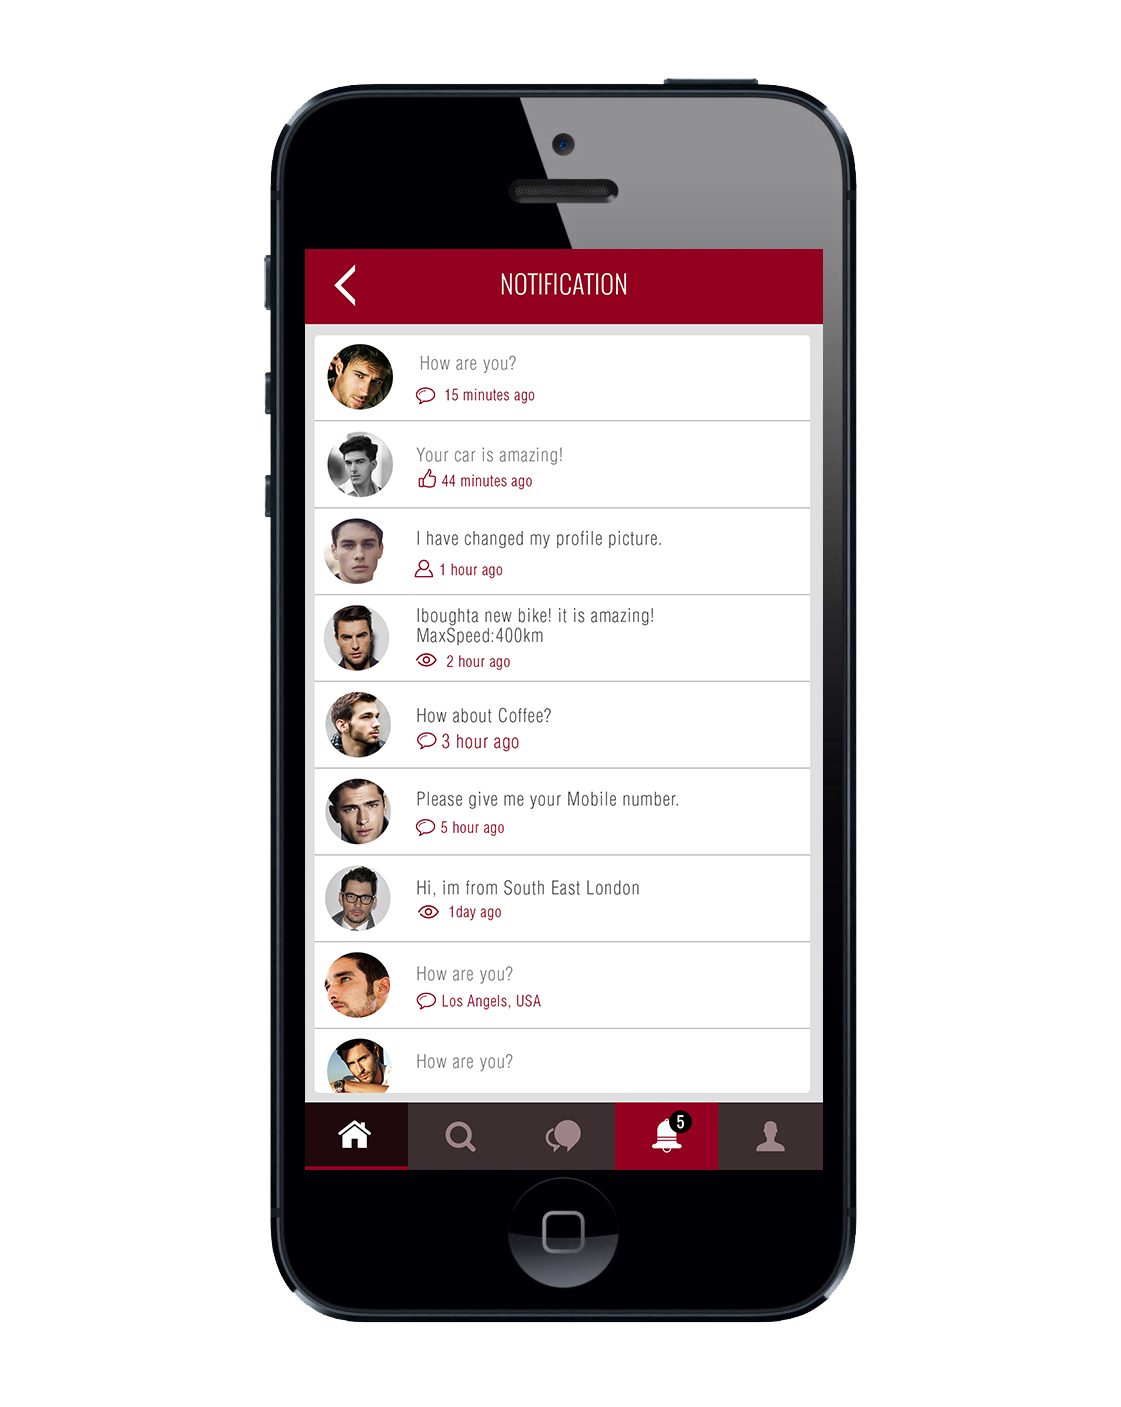 NOTIFICATION
How are you?
15 minutes ago
Your car is amazing!
44 minutes ago
I have changed my profile picture.
1 hour ago
Iboughta new bike! it is amazing!
MaxSpeed:400km
2 hour ago
How about Coffee?
3 hour ago
Please give me your Mobile number.
5 hour ago
Hi, im from South East London
1day ago
How are you?
Los Angels, USA
How are you?
5